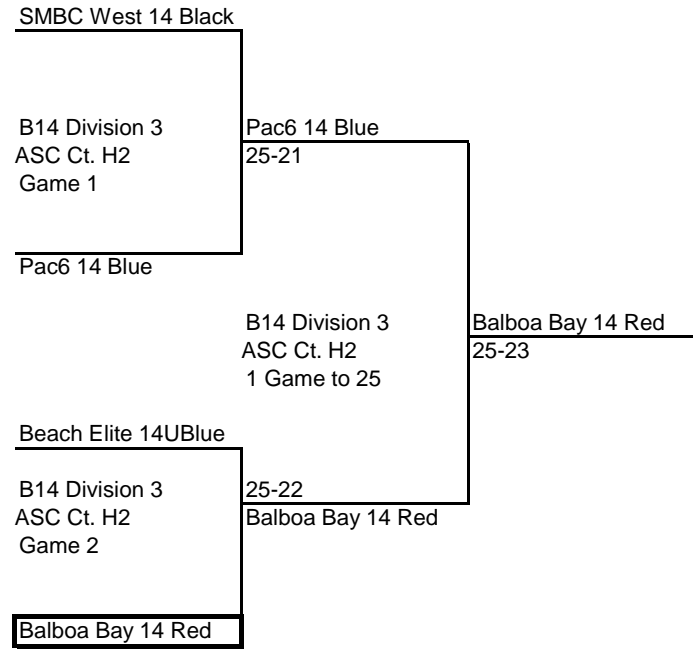 SMBC West 14 Black
B14 Division 3
ASC Ct. H2
Game 1
Pac6 14 Blue
25-21
Pac6 14 Blue
B14 Division 3
ASC Ct. H2
1 Game to 25
Balboa Bay 14 Red
25-23
Beach Elite 14UBlue
B14 Division 3
ASC Ct. H2
Game 2
25-22
Balboa Bay 14 Red
Balboa Bay 14 Red